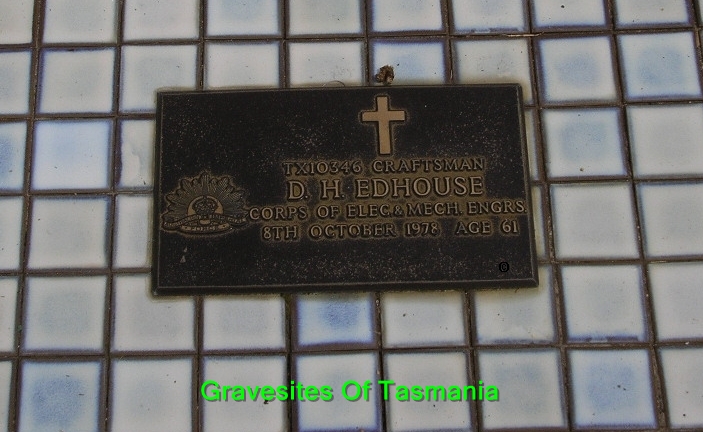 TX10346 CRAFTSMAN
D. H. EDHOUSE
CORPS OF ELEC.& MECH. ENGRS.
8TH OCTOBER 1978 AGE 61
Gravesites Of Tasmania